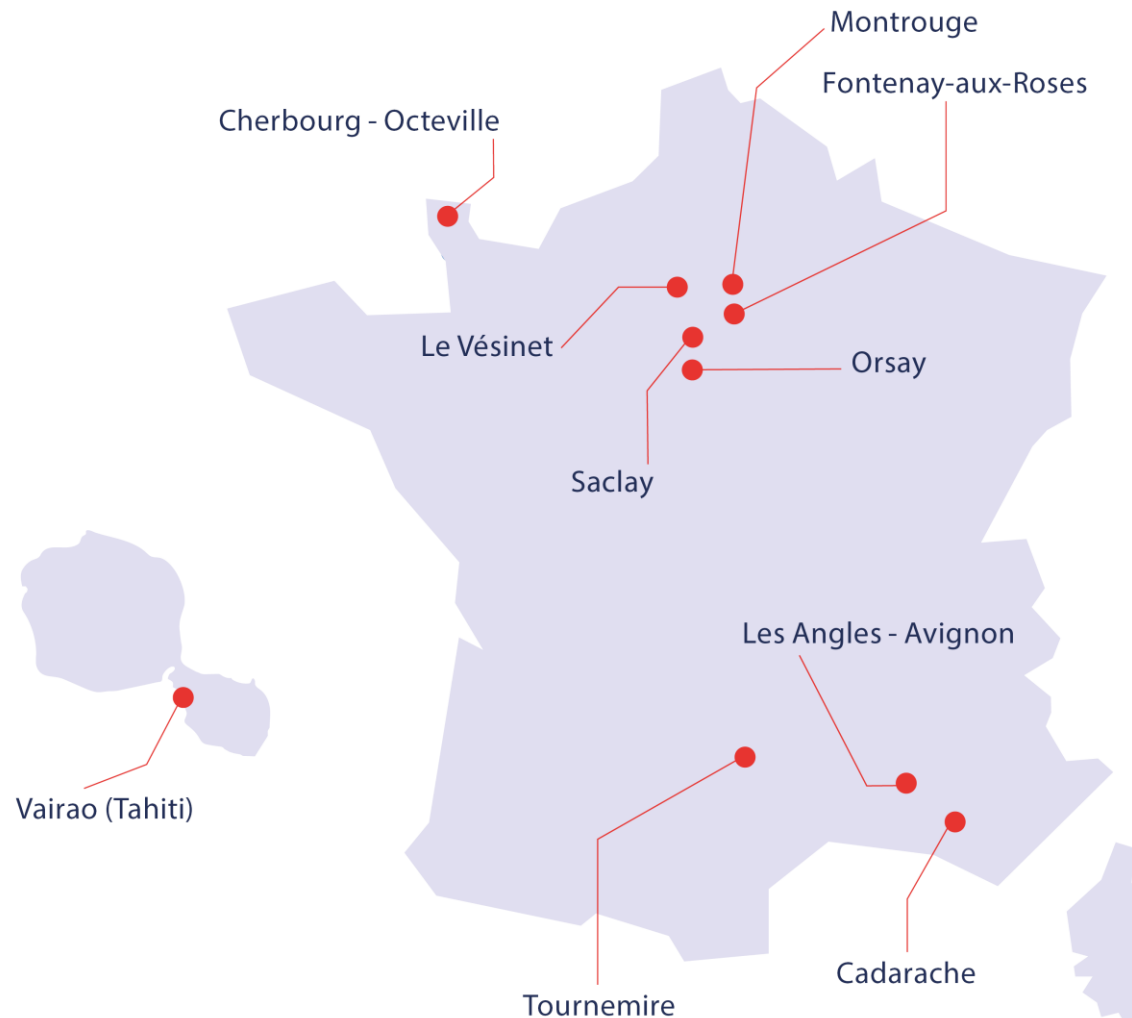 Montrouge
Fontenay-aux-Roses
Cherbourg - Octeville
Le Vésinet
Orsay
Saclay
Les Angles - Avignon
Vairao (Tahiti)
Cadarache
Tournemire